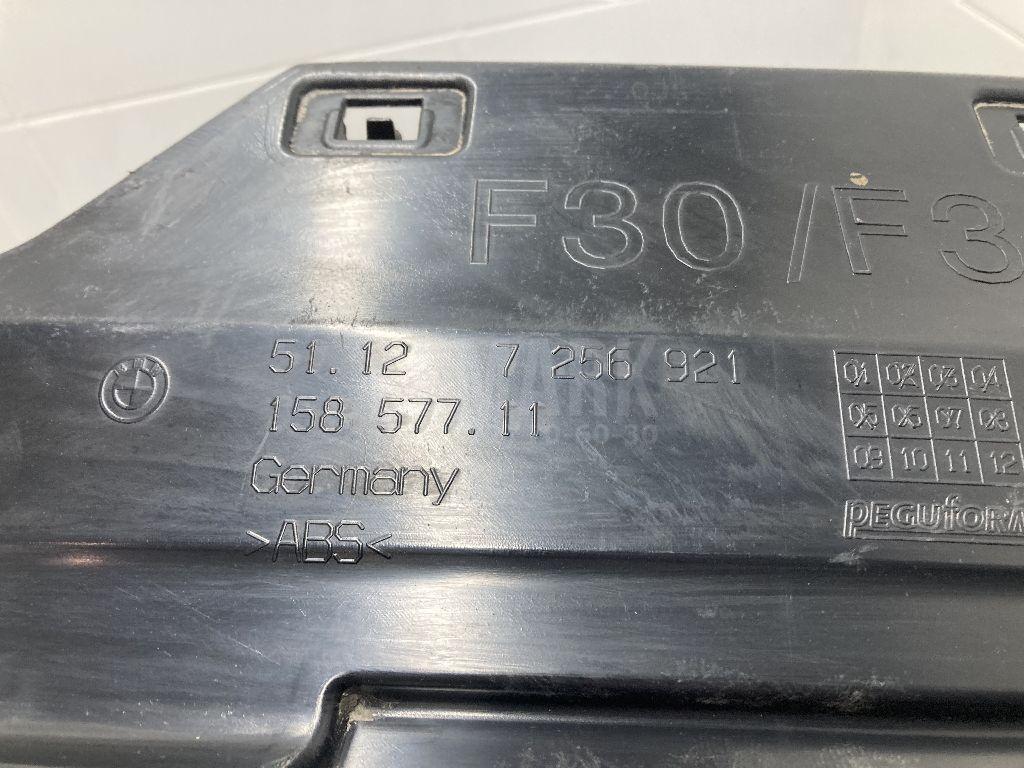 F30/F3
51.12 7 256 921
158 577.11
Germany
>ABS<
01 02 03 04
05 06 07 08
09 10 11 12
PEGUFORM